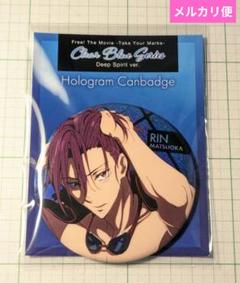 メルカリ便
Free! The Movie -Take Your Marks-
Clear Blue Series
Deep Spirit ver.
Hologram Canbadge
RIN
MATSUOKA